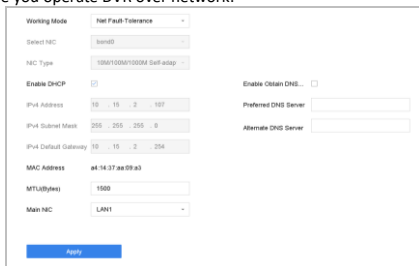 e you operate DVR over network.
Working Mode Net Fault-Tolerance
Select NIC bond0
NIC Type 10M/100M/1000M Self-adap
Enable DHCP Enable Obtain DNS...
IPv4 Address 10 . 15 . 2 . 107 Preferred DNS Server
IPv4 Subnet Mask 255 . 255 . 255 . 0 Alternate DNS Server
IPv4 Default Gateway 10 . 15 . 2 . 254
MAC Address a4:14:37:aa:09:a3
MTU(Bytes) 1500
Main NIC LAN1
Apply